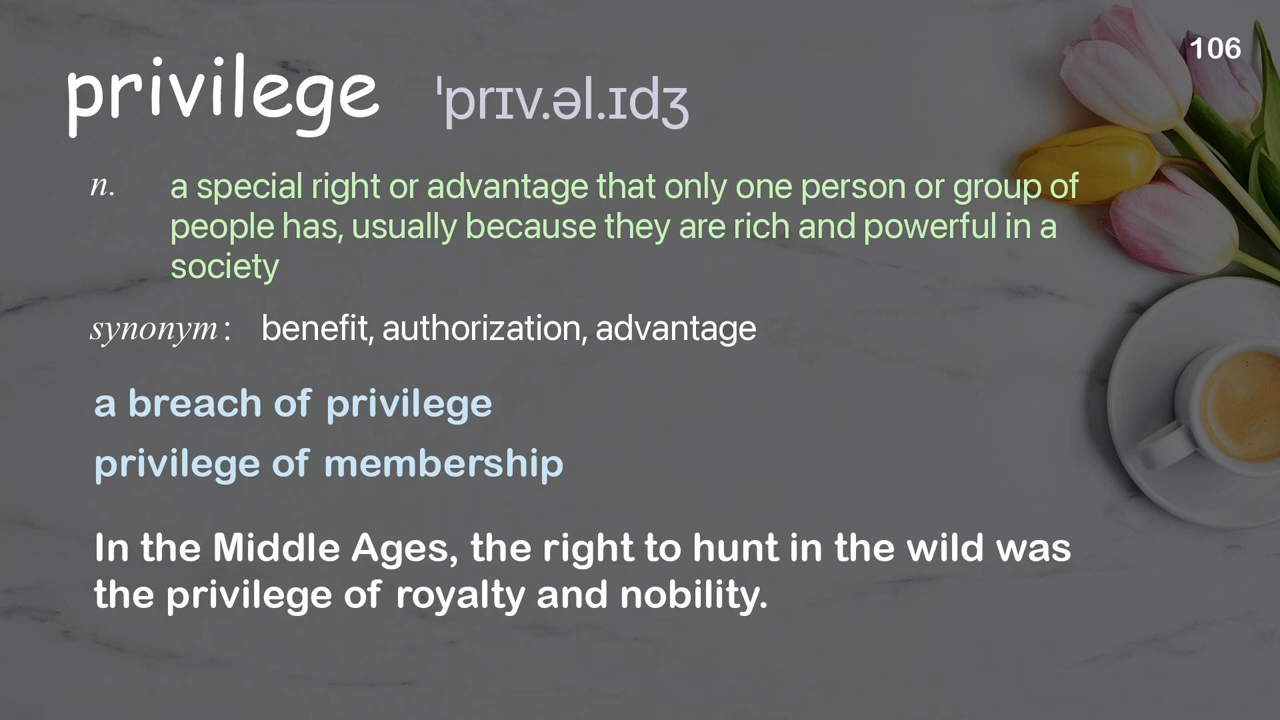 106
privilege ˈprɪv.əl.ɪdʒ
n. a special right or advantage that only one person or group of
people has, usually because they are rich and powerful in a
society
synonym: benefit, authorization, advantage
a breach of privilege
privilege of membership
In the Middle Ages, the right to hunt in the wild was
the privilege of royalty and nobility.